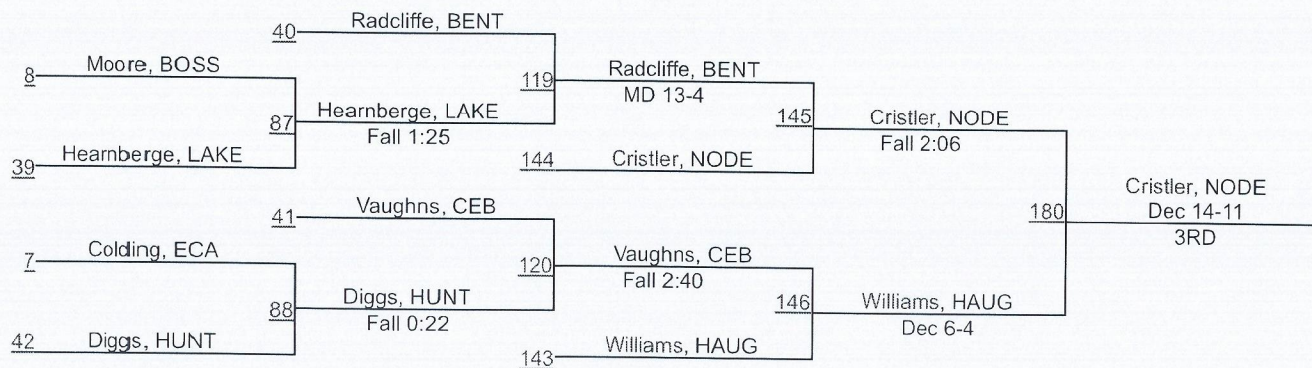 40 Radcliffe, BENT
8 Moore, BOSS
119 Radcliffe, BENT
MD 13-4
87 Hearnberge, LAKE
Fall 1:25
145 Cristler, NODE
Fall 2:06
39 Hearnberge, LAKE
144 Cristler, NODE
Cristler, NODE
180 Dec 14-11
3RD
41 Vaughns, CEB
7 Colding, ECA
120 Vaughns, CEB
Fall 2:40
88 Diggs, HUNT
Fall 0:22
146 Williams, HAUG
Dec 6-4
42 Diggs, HUNT
143 Williams, HAUG